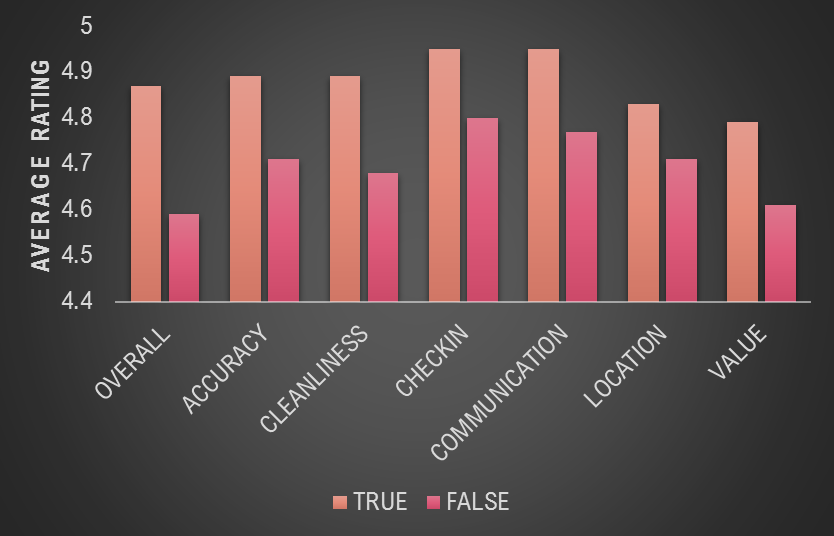 AVERAGE RATING
5
4.9
4.8
4.7
4.6
4.5
4.4
OVERALL
ACCURACY
CLEANLINESS
CHECKIN
COMMUNICATION
LOCATION
VALUE
TRUE FALSE